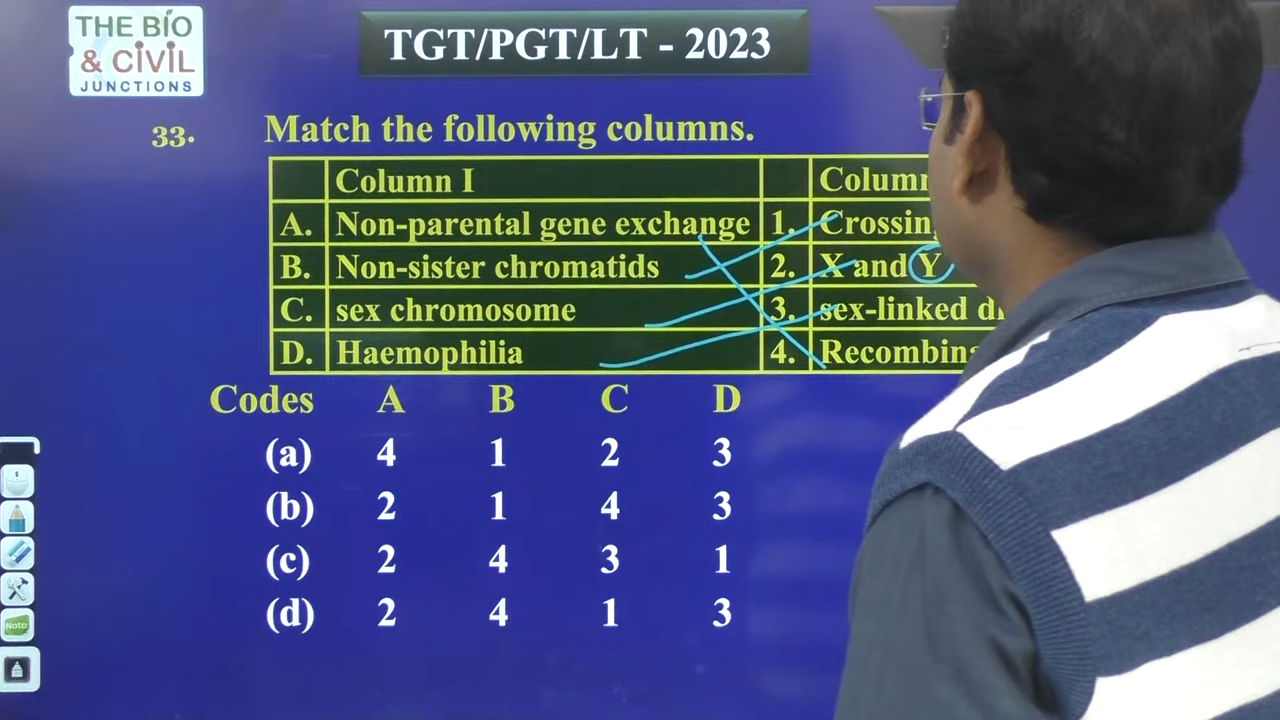 THE BIO
& CIVIL
JUNCTIONS
TGT/PGT/LT - 2023
33. Match the following columns.
Column I
A. Non-parental gene exchange 1.
B. Non-sister chromatids 2. X and Y
C. sex chromosome 3. sex-linked
D. Haemophilia 4.
Codes A B C D
(a) 4 1 2 3
(b) 2 1 4 3
(c) 2 4 3 1
(d) 2 4 1 3
Note